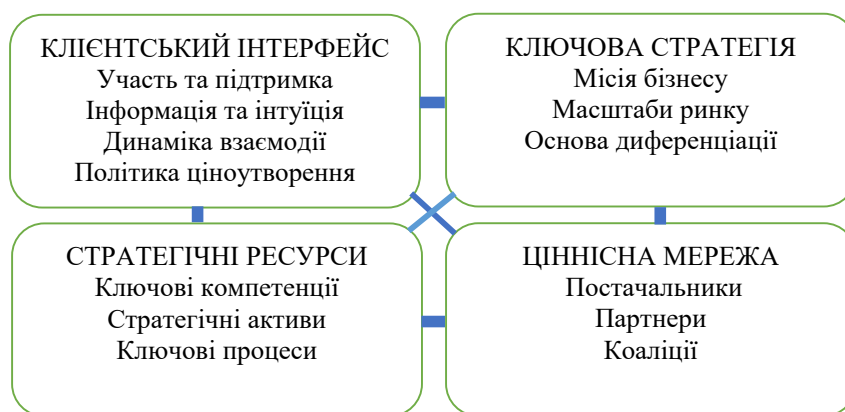 КЛІЄНТСЬКИЙ ІНТЕРФЕЙС
Участь та підтримка
Інформація та інтуїція
Динаміка взаємодії
Політика ціноутворення
КЛЮЧОВА СТРАТЕГІЯ
Місія бізнесу
Масштаби ринку
Основа диференціації
СТРАТЕГІЧНІ РЕСУРСИ
Ключові компетенції
Стратегічні активи
Ключові процеси
ЦІННІСНА МЕРЕЖА
Постачальники
Партнери
Коаліції